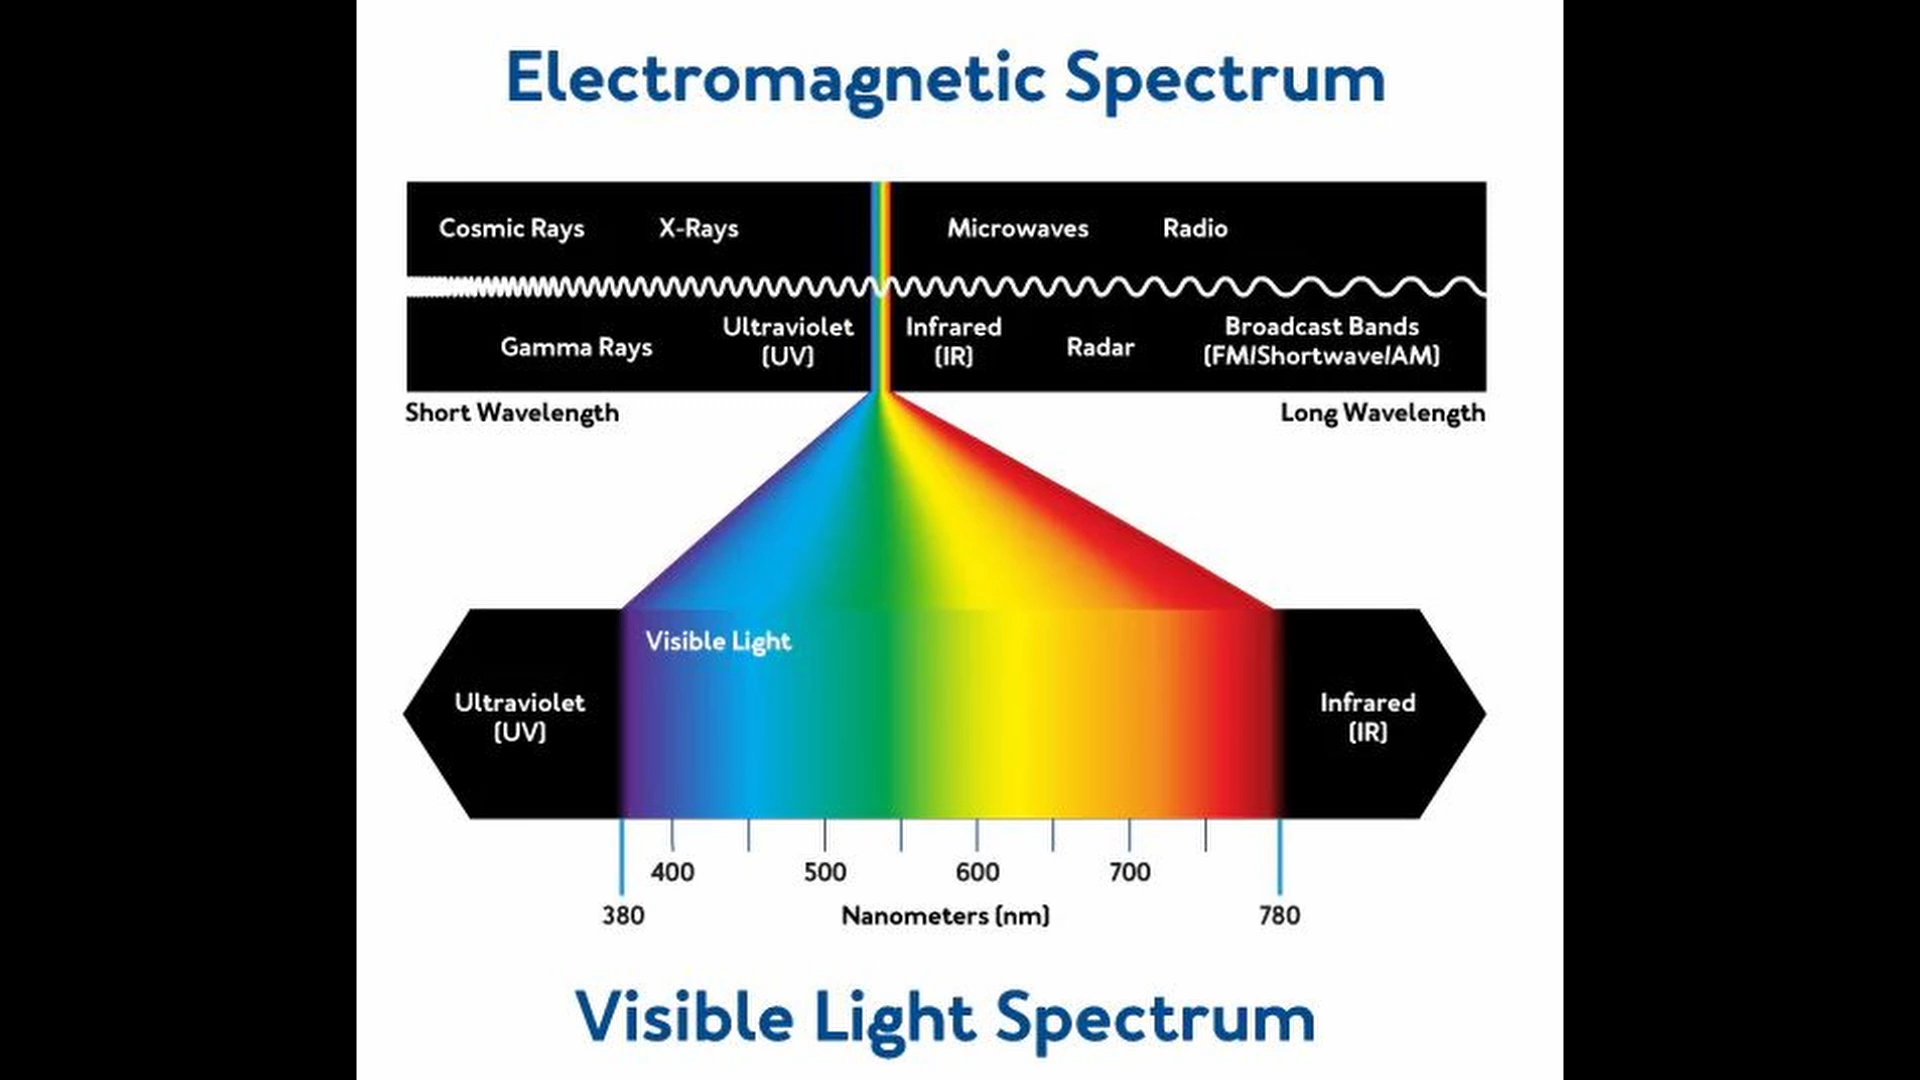 Electromagnetic Spectrum
Cosmic Rays
X-Rays
Microwaves
Radio
Gamma Rays
Ultraviolet
(UV)
Infrared
(IR)
Radar
Broadcast Bands
(FM/Shortwave/AM)
Short Wavelength
Long Wavelength
Visible Light
Ultraviolet
(UV)
Infrared
(IR)
400
500
600
700
380
Nanometers (nm)
780
Visible Light Spectrum